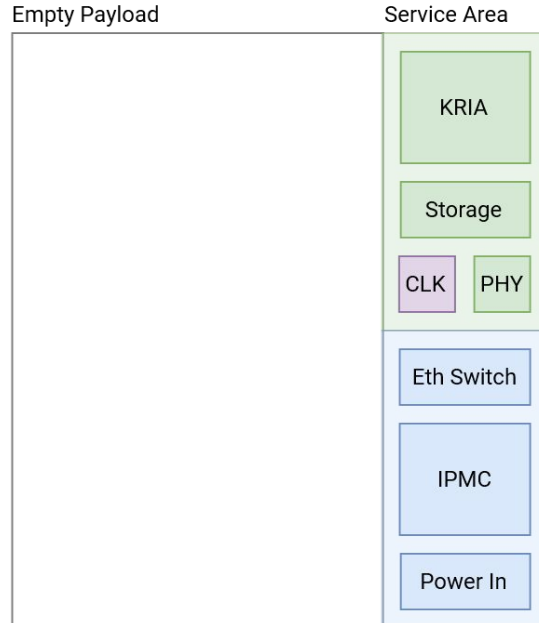 Empty Payload
Service Area
KRIA
Storage
CLK
PHY
Eth Switch
IPMC
Power In